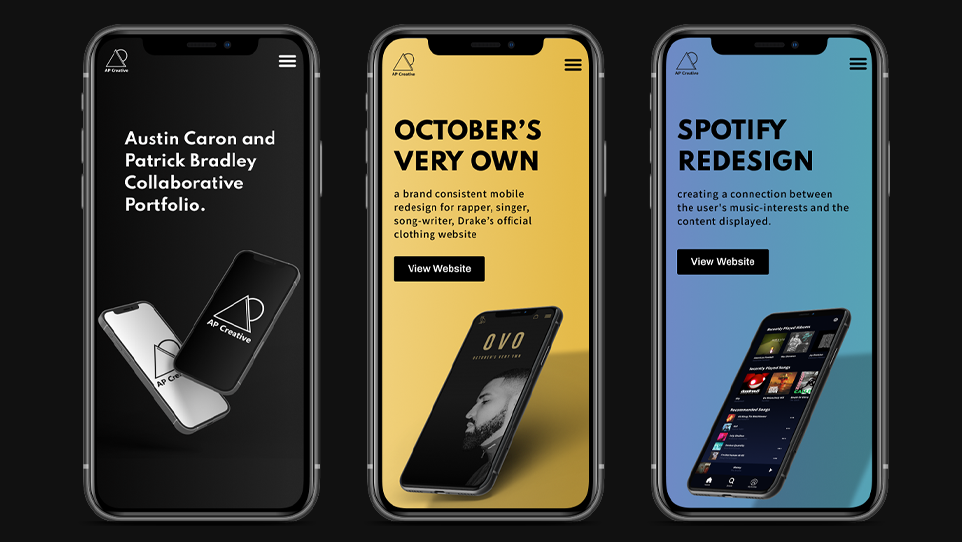 AP Creative
Austin Caron and
Patrick Bradley
Collaborative
Portfolio.
AP Creative
AP Creative
OCTOBER'S
VERY OWN
a brand consistent mobile
redesign for rapper, singer,
song-writer, Drake's official
clothing website
View Website
OVO
OCTOBER'S VERY OWN
AP Creative
SPOTIFY
REDESIGN
creating a connection between
the user's music-interests and the
content displayed.
View Website
Recently Played Albums
Recently Played Songs
Recommended Songs